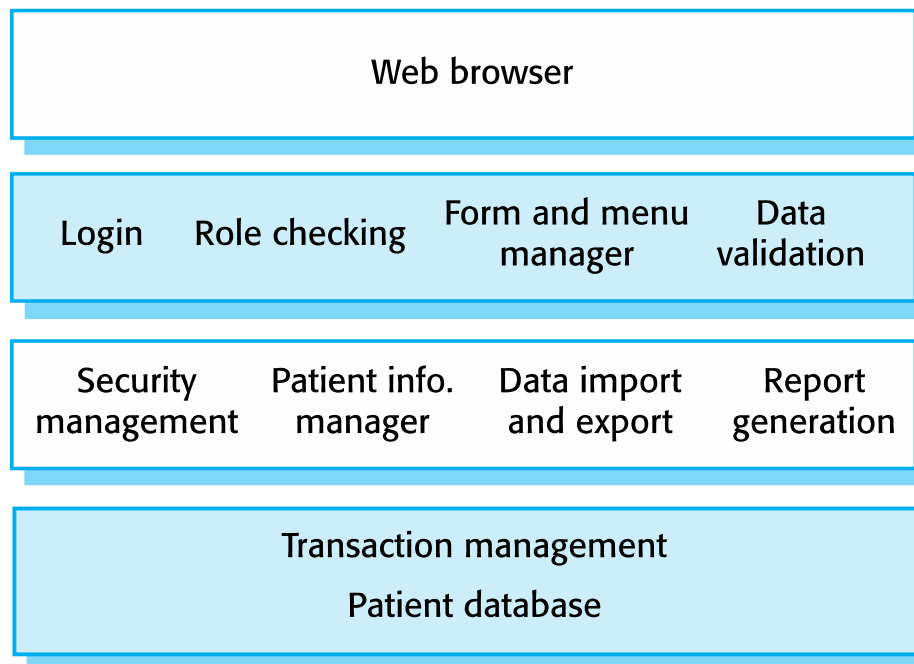 Web browser
Login
Role checking
Form and menu
manager
Data
validation
Security
management
Patient info.
manager
Data import
and export
Report
generation
Transaction management
Patient database